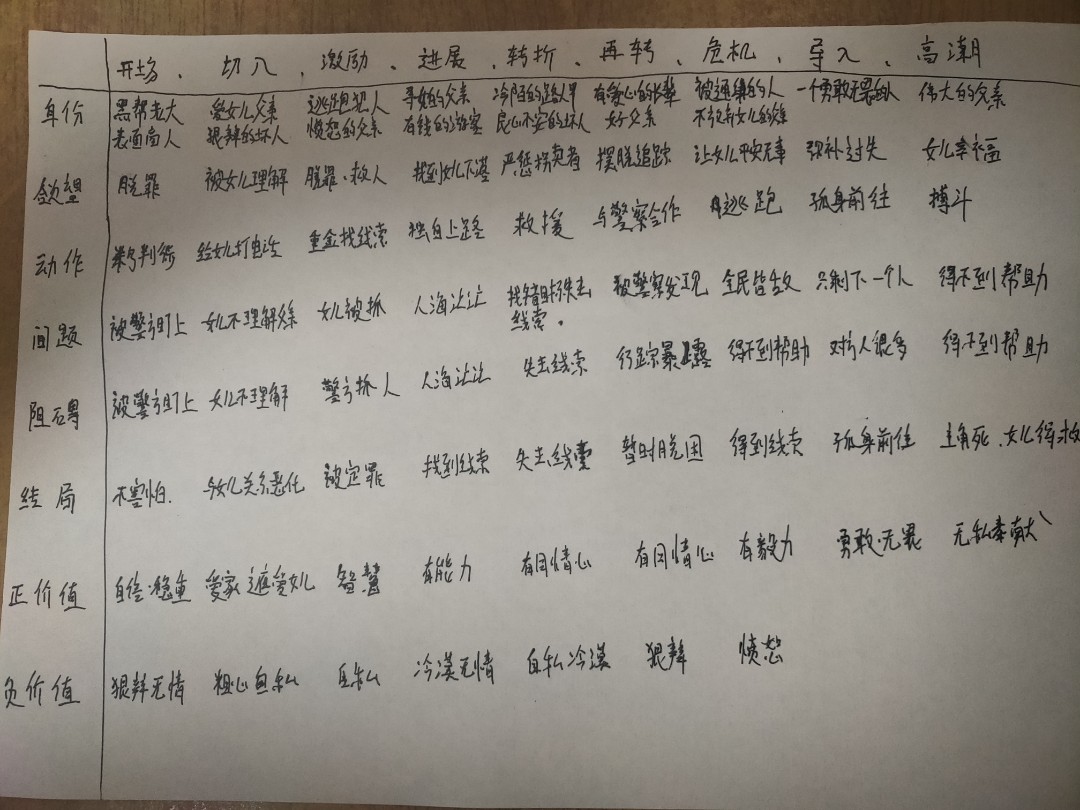 开场、切入、激励、进展、转折、再转、危机、导入、高潮
身份 黑帮老大 爱女儿父亲 逃跑犯人 寻女的父亲 冷陌的路人甲 有爱心的长辈 被通缉的人 一个勇敢无畏的人 伟大的父亲
表面商人 狠辣的坏人 愤怒的父亲 有钱的游客 良心不安的坏人 好父亲 不负责女儿的父亲
欲望 脱罪 被女儿理解 脱罪·救人 找到女儿下落 严惩拐卖者 摆脱追踪 让女儿平安无事 弥补过失 女儿幸福
动作 给女儿打电话 重金找线索 独自上路 救援 与警察合作 逃跑 孤身前往 搏斗
问题 被警方盯上 女儿不理解父亲 女儿被抓 人海茫茫 找错目标失去 被警察发现 全民皆敌 只剩下一个人 得不到帮助
线索。
阻碍 被警方盯上 女儿不理解 警方抓人 人海茫茫 失去线索 行踪暴露 得不到帮助 对方人很多 得不到帮助
结局 不害怕. 与女儿关系恶化 被定罪 找到线索 失去线索 暂时脱困 得到线索 孤身前往 主角死、女儿得救
正价值 自信·稳重 爱家 疼爱女儿 智慧 有能力 有同情心 有同情心 有毅力 勇敢·无畏 无私奉献
负价值 狠辣无情 粗心自私 自私 冷漠无情 自私冷漠 狠辣 愤怒